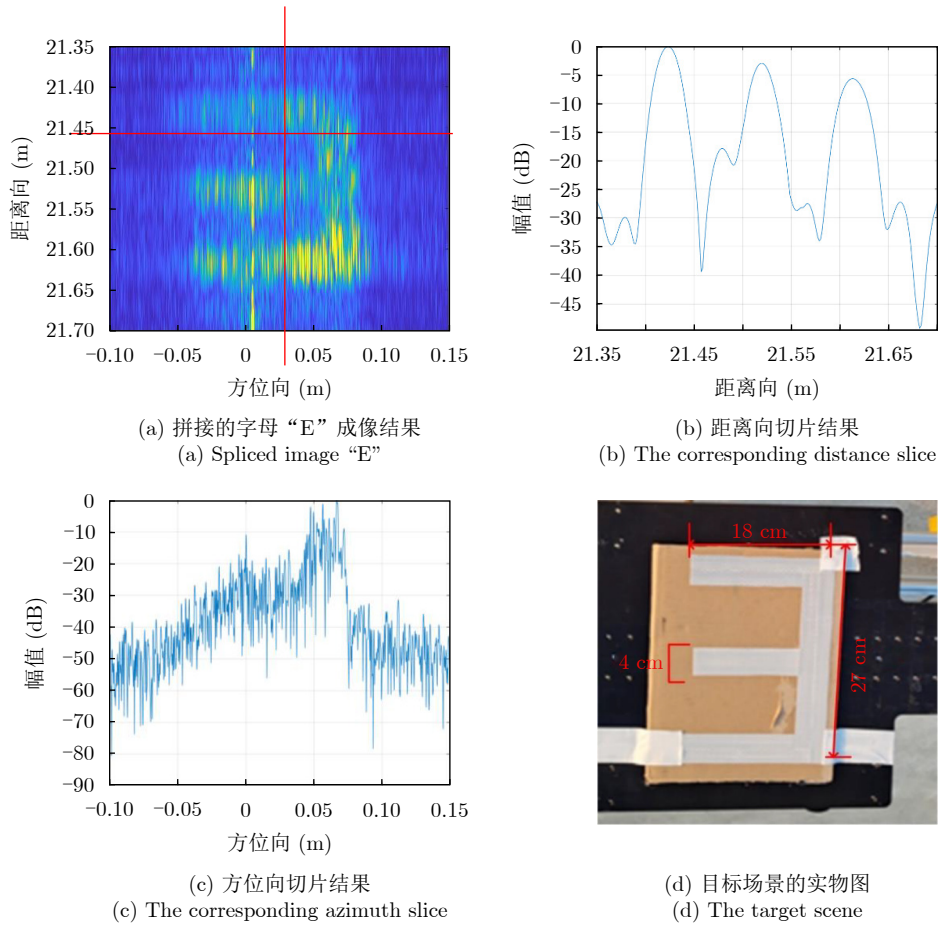 21.35
21.40
21.45
21.50
21.55
21.60
21.65
21.70
距离向 (m)
−0.10
−0.05
0
0.05
0.10
0.15
方位向 (m)
(a) 拼接的字母“E”成像结果
(a) Spliced image “E”
0
−5
−10
−15
−20
−25
−30
−35
−40
−45
幅值 (dB)
21.35
21.45
21.55
21.65
距离向 (m)
(b) 距离向切片结果
(b) The corresponding distance slice
0
−10
−20
−30
−40
−50
−60
−70
−80
−90
幅值 (dB)
−0.10
−0.05
0
0.05
0.10
0.15
方位向 (m)
(c) 方位向切片结果
(c) The corresponding azimuth slice
18 cm
4 cm
27 cm
(d) 目标场景的实物图
(d) The target scene